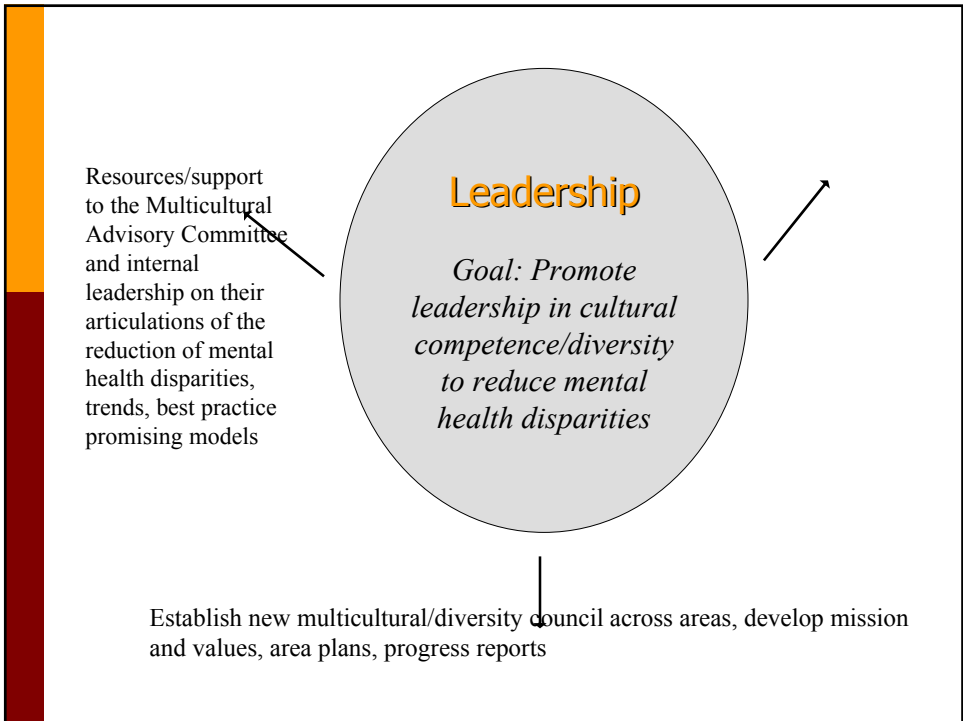 Resources/support
to the Multicultural
Advisory Committee
and internal
leadership on their
articulations of the
reduction of mental
health disparities,
trends, best practice
promising models
Leadership
Goal: Promote
leadership in cultural
competence/diversity
to reduce mental
health disparities
Establish new multicultural/diversity council across areas, develop mission
and values, area plans, progress reports